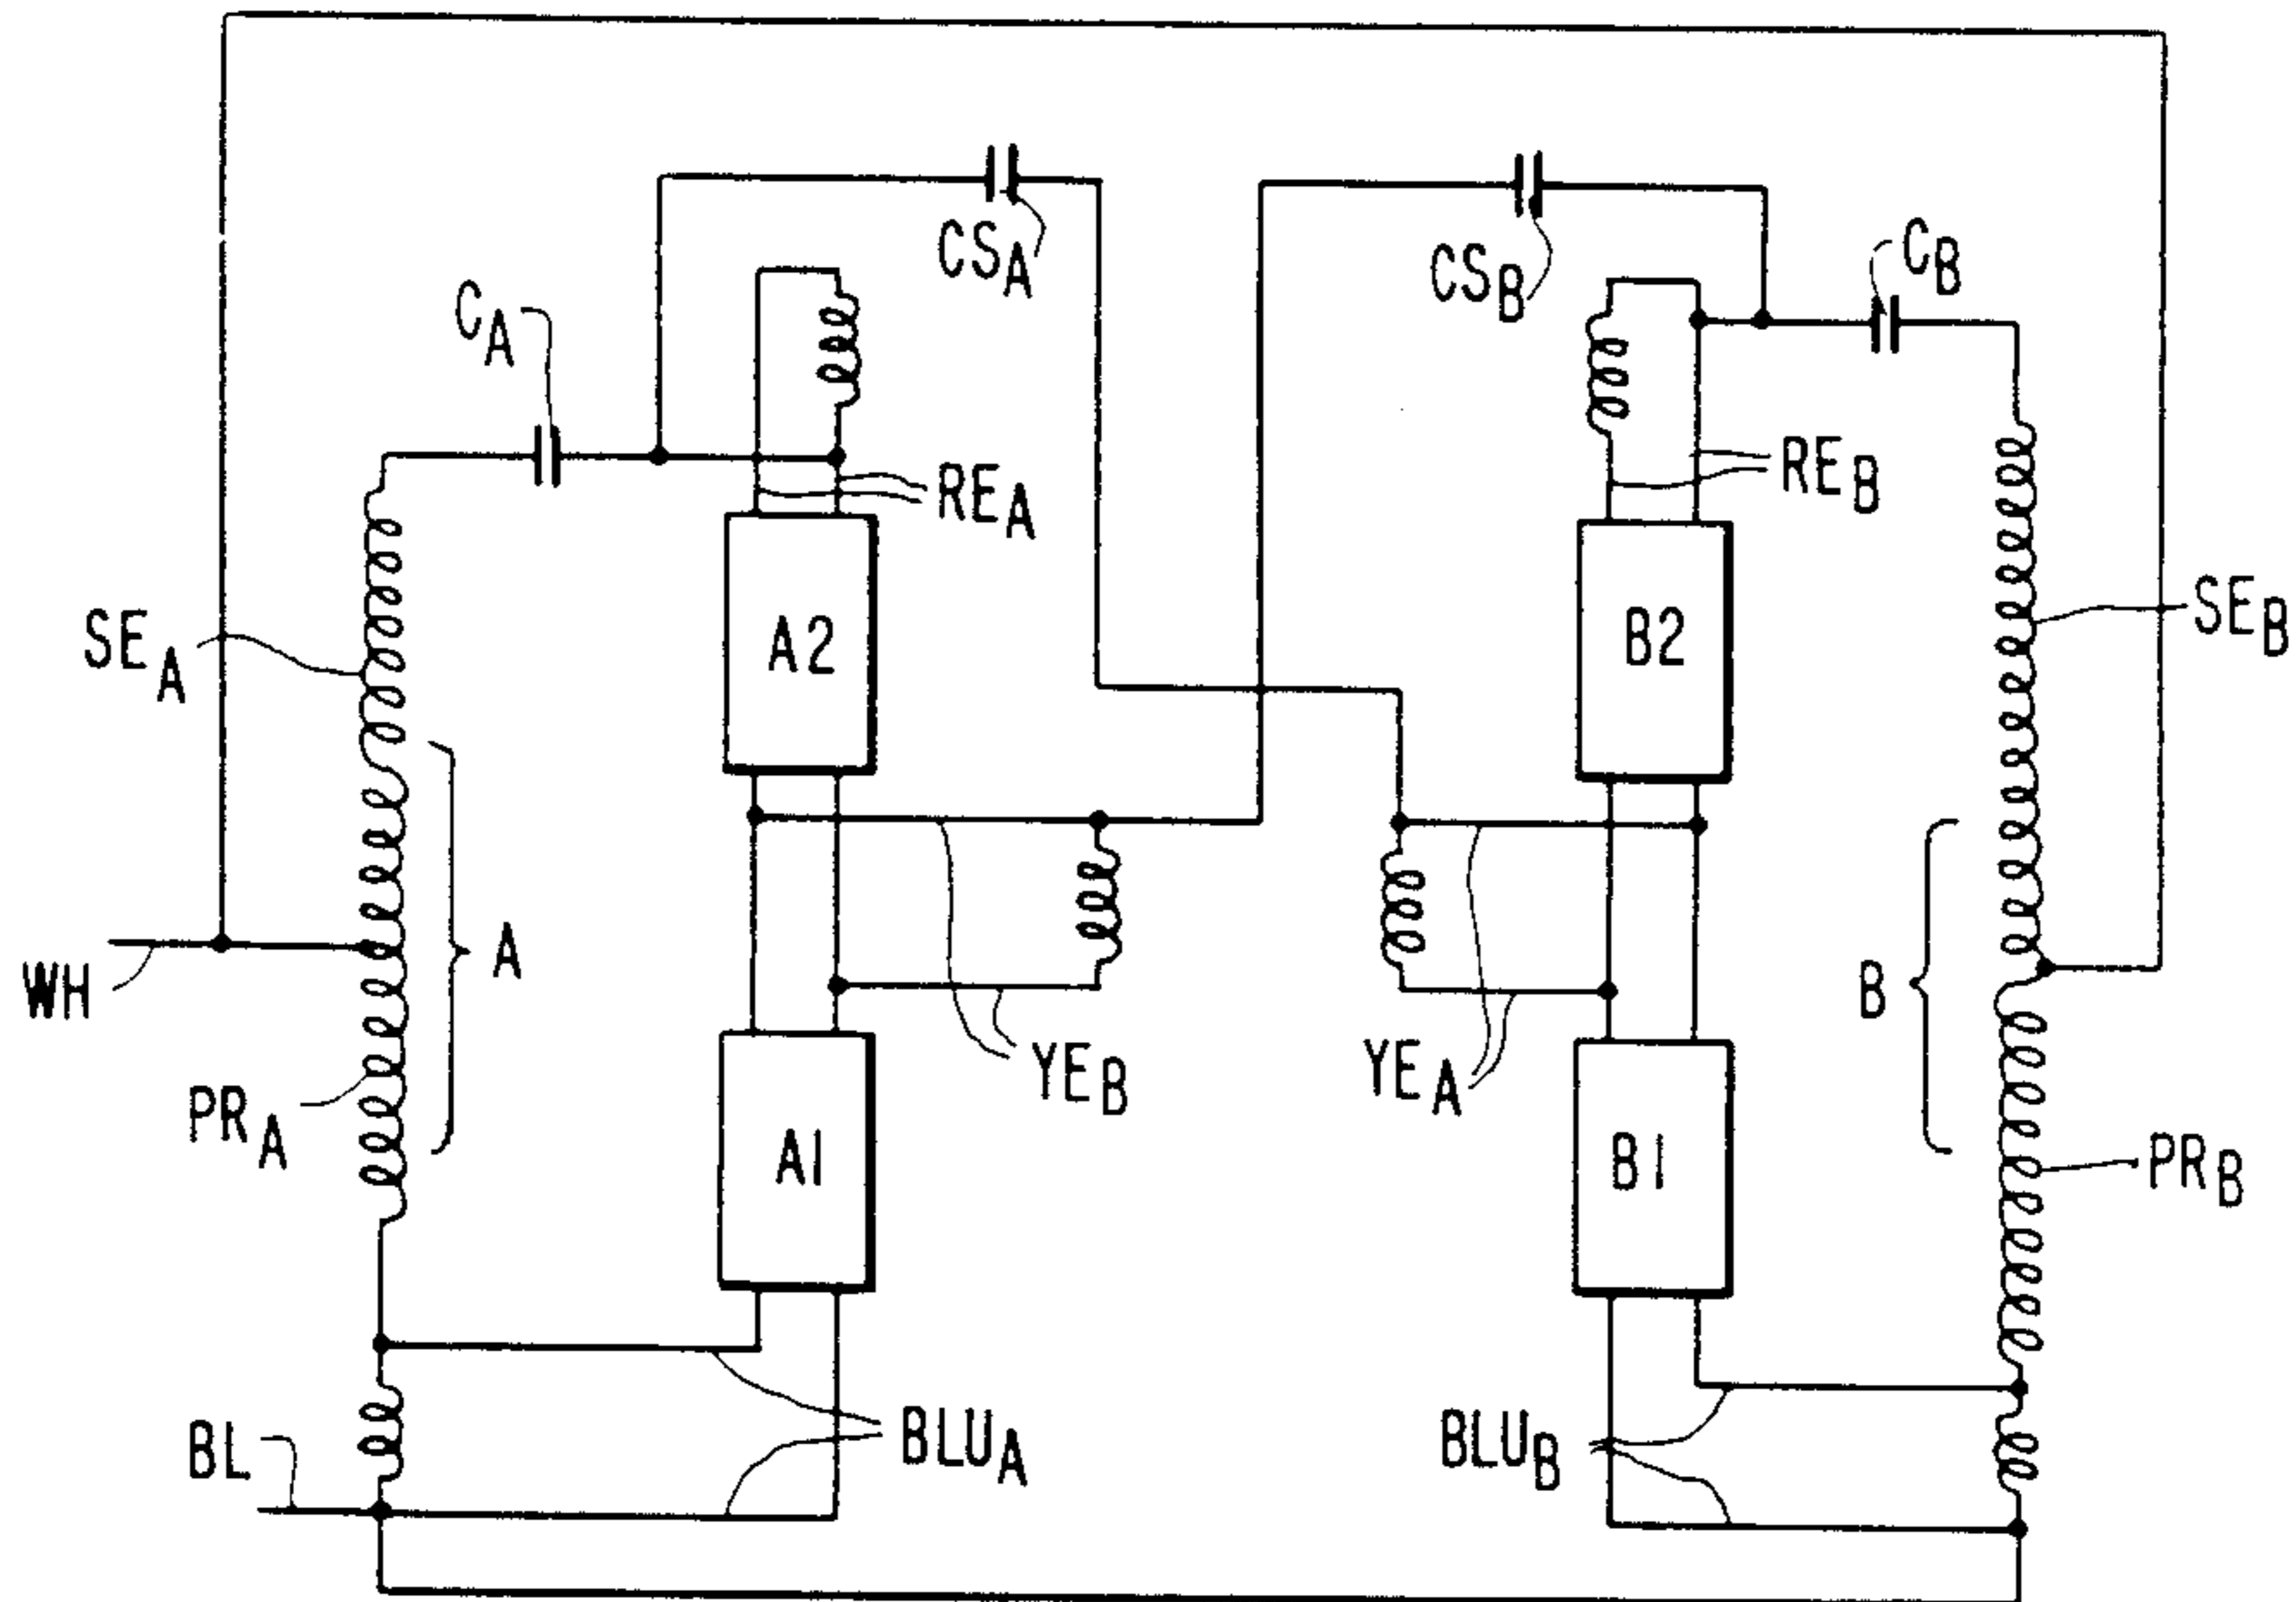 CSA
CSB
CB
CA
REA
REB
SEA
A2
B2
SEB
A
B
WH
YEB
YEA
PRA
A1
B1
PRB
BL
BLUA
BLUB